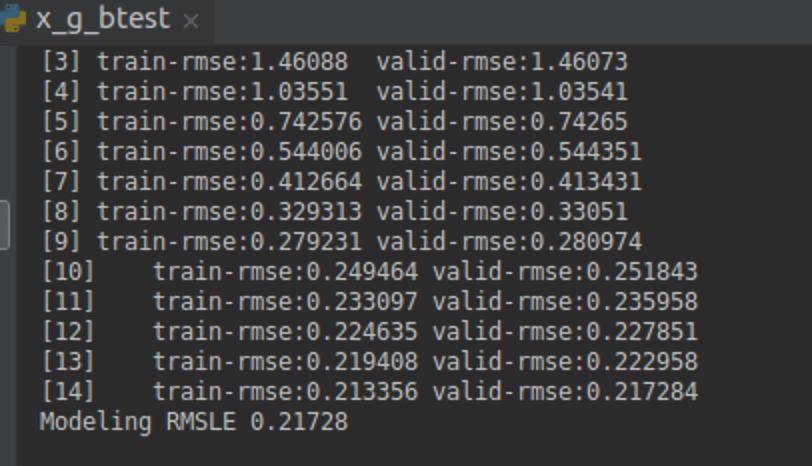 x_g_btest ×
[3] train-rmse:1.46088 valid-rmse:1.46073
[4] train-rmse:1.03551 valid-rmse:1.03541
[5] train-rmse:0.742576 valid-rmse:0.74265
[6] train-rmse:0.544006 valid-rmse:0.544351
[7] train-rmse:0.412664 valid-rmse:0.413431
[8] train-rmse:0.329313 valid-rmse:0.33051
[9] train-rmse:0.279231 valid-rmse:0.280974
[10] train-rmse:0.249464 valid-rmse:0.251843
[11] train-rmse:0.233097 valid-rmse:0.235958
[12] train-rmse:0.224635 valid-rmse:0.227851
[13] train-rmse:0.219408 valid-rmse:0.222958
[14] train-rmse:0.213356 valid-rmse:0.217284
Modeling RMSLE 0.21728